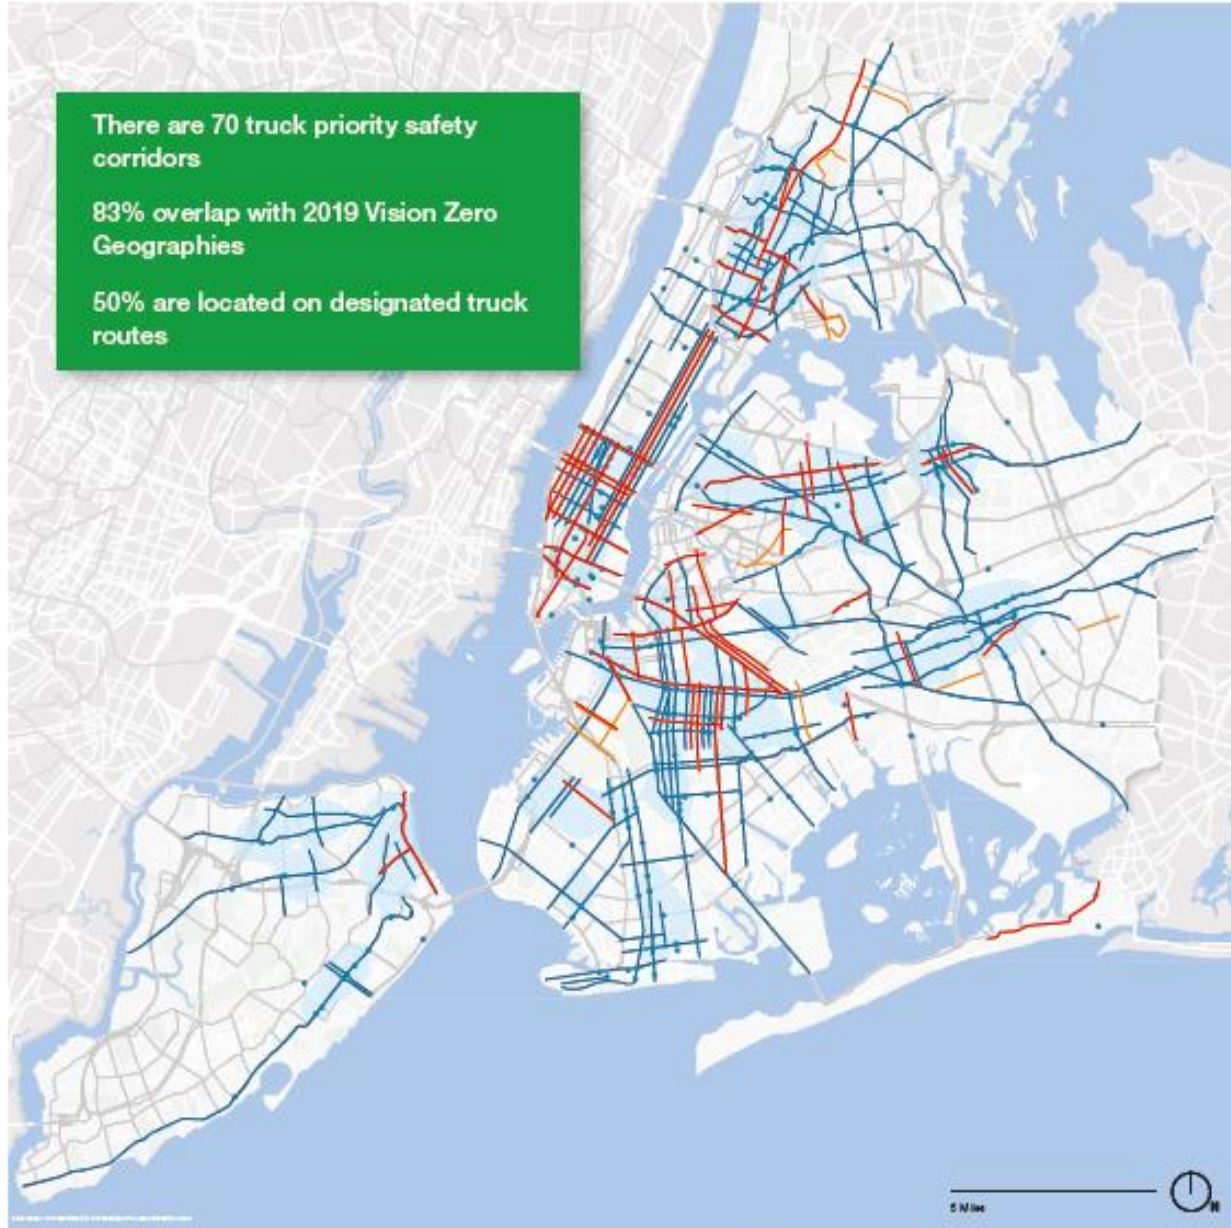 There are 70 truck priority safety
corridors
83% overlap with 2019 Vision Zero
Geographies
50% are located on designated truck
routes
5 Miles
N